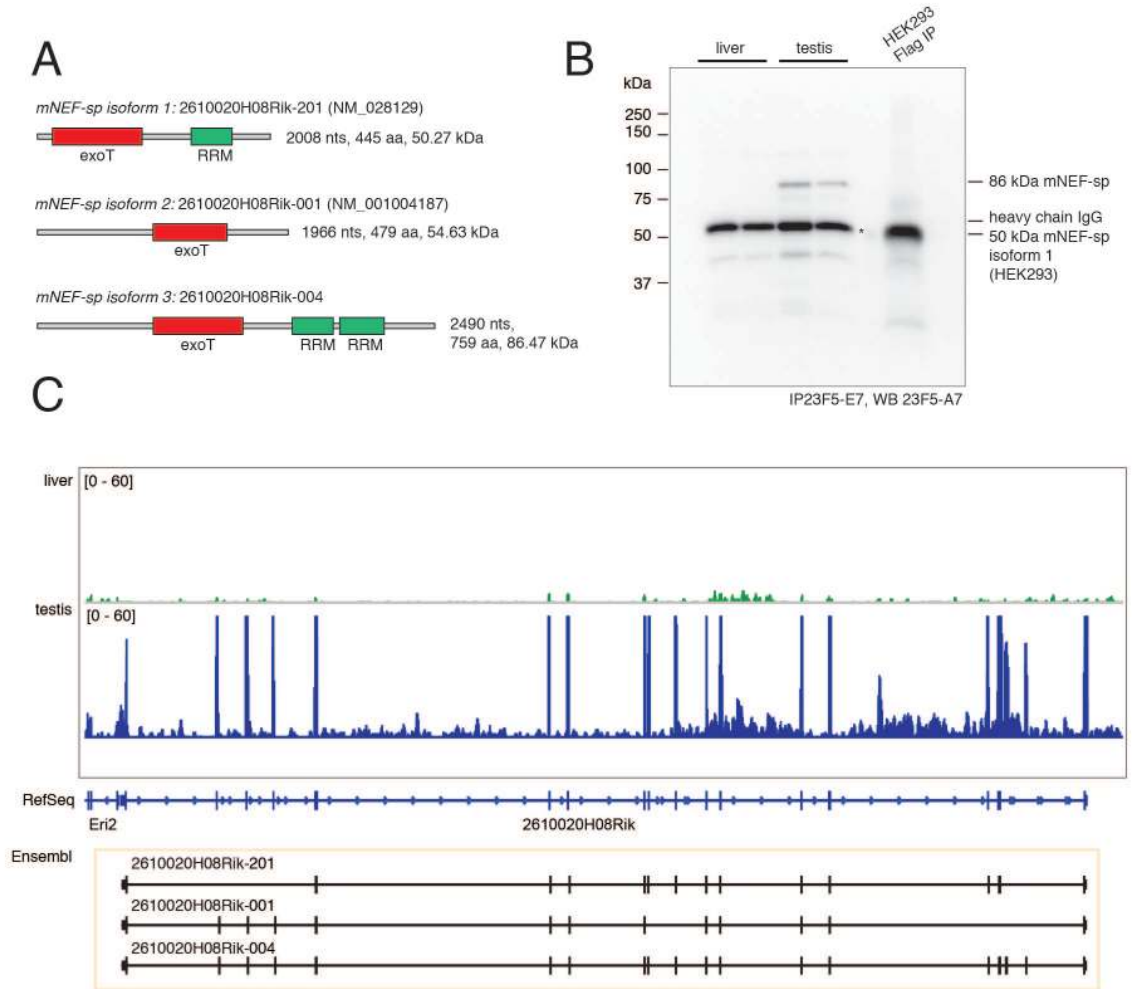 A
mNEF-sp isoform 1: 2610020H08Rik-201 (NM_028129)
exoT
RRM
2008 nts, 445 aa, 50.27 kDa
mNEF-sp isoform 2: 2610020H08Rik-001 (NM_001004187)
exoT
1966 nts, 479 aa, 54.63 kDa
mNEF-sp isoform 3: 2610020H08Rik-004
exoT
RRM RRM
2490 nts,
759 aa, 86.47 kDa
B
liver
testis
HEK293
Flag IP
kDa
250
150
100
75
50
37
*
86 kDa mNEF-sp
heavy chain IgG
50 kDa mNEF-sp
isoform 1
(HEK293)
IP23F5-E7, WB 23F5-A7
C
liver
[0 - 60]
testis
[0 - 60]
RefSeq
Eri2
2610020H08Rik
Ensembl
2610020H08Rik-201
2610020H08Rik-001
2610020H08Rik-004